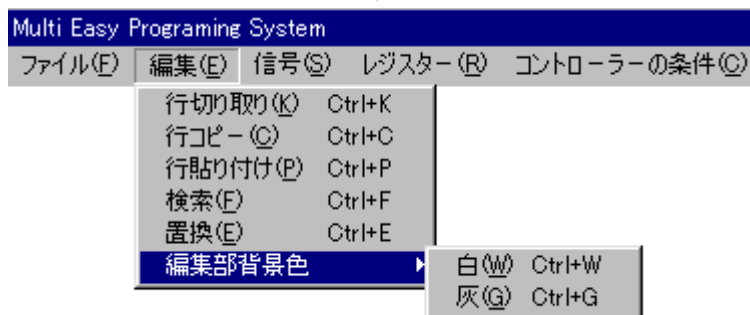 Multi Easy Programing System
ファイル(F) 編集(E) 信号(S) レジスター(R) コントローラーの条件(C)
行切り取り(K) Ctrl+K
行コピー(C) Ctrl+C
行貼り付け(P) Ctrl+P
検索(F) Ctrl+F
置換(E) Ctrl+E
編集部背景色
白(W) Ctrl+W
灰(G) Ctrl+G